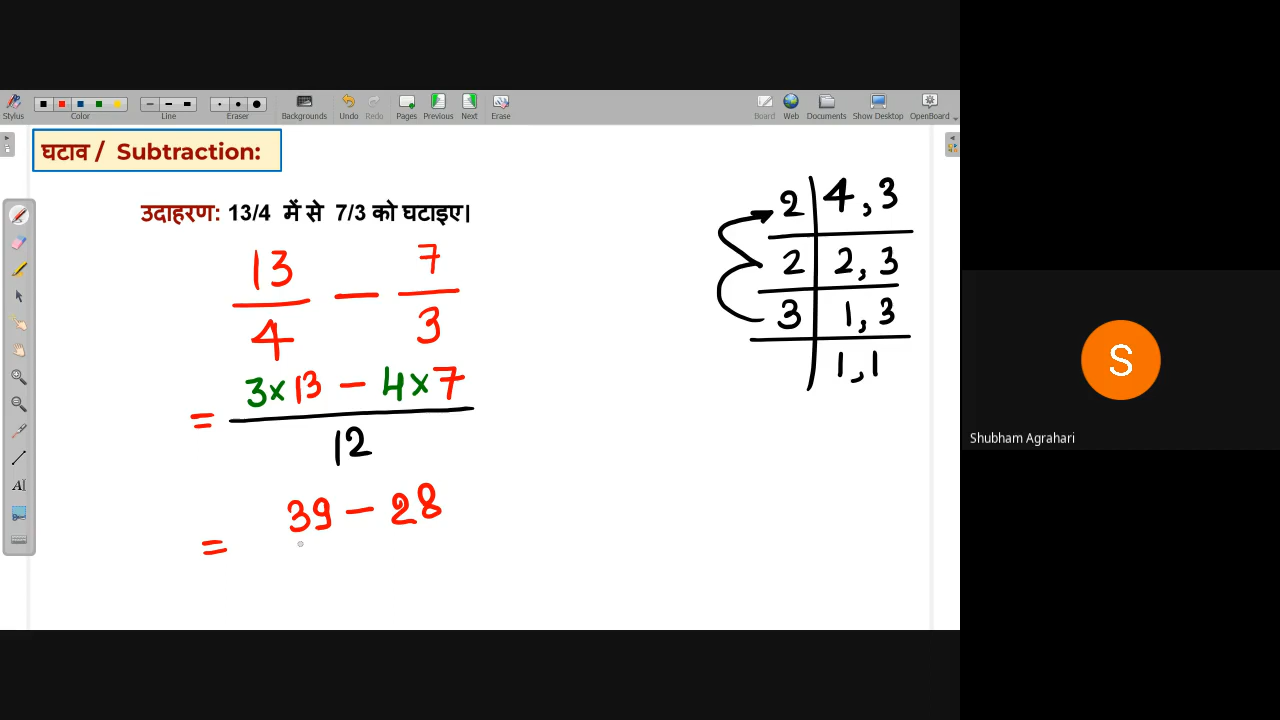 Stylus Color Line Eraser Backgrounds Undo Redo Pages Previous Next Erase Board Web Documents Show Desktop OpenBoard
घटाव / Subtraction:
उदाहरण: 13/4 में से 7/3 को घटाइए।
13/4 − 7/3
= 3×13 − 4×7 / 12
= 39 − 28
2 | 4, 3
2 | 2, 3
3 | 1, 3
| 1, 1
S
Shubham Agrahari